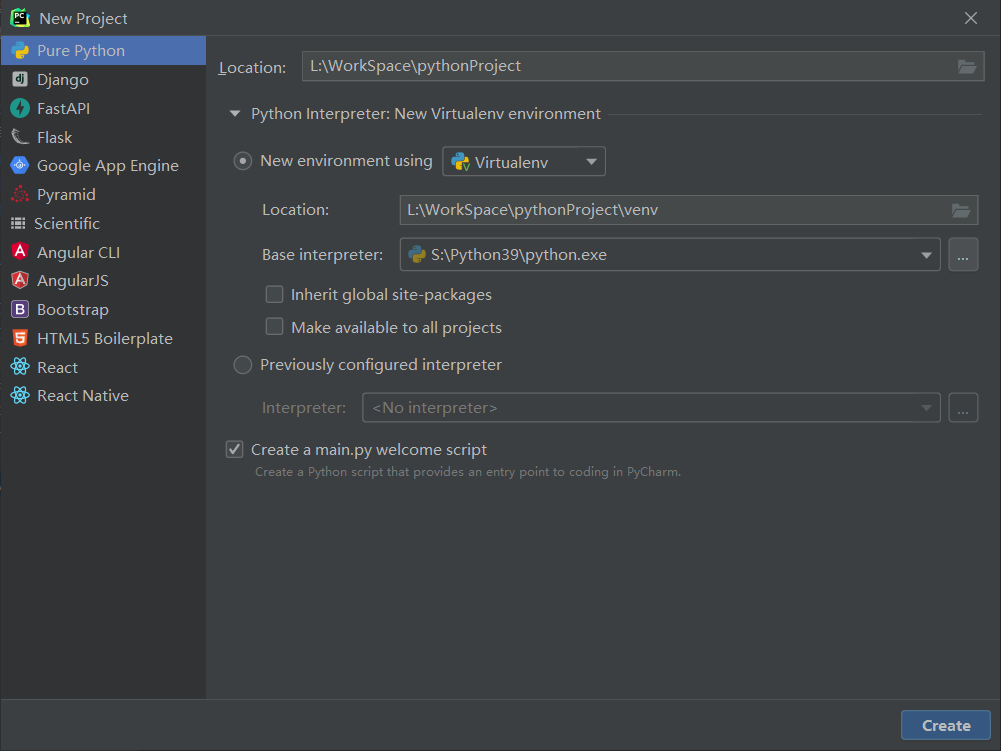 New Project
Pure Python
Django
FastAPI
Flask
Google App Engine
Pyramid
Scientific
Angular CLI
AngularJS
Bootstrap
HTML5 Boilerplate
React
React Native
Location: L:\WorkSpace\pythonProject
Python Interpreter: New Virtualenv environment
New environment using Virtualenv
Location: L:\WorkSpace\pythonProject\venv
Base interpreter: S:\Python39\python.exe ...
Inherit global site-packages
Make available to all projects
Previously configured interpreter
Interpreter: <No interpreter> ...
Create a main.py welcome script
Create a Python script that provides an entry point to coding in PyCharm.
Create